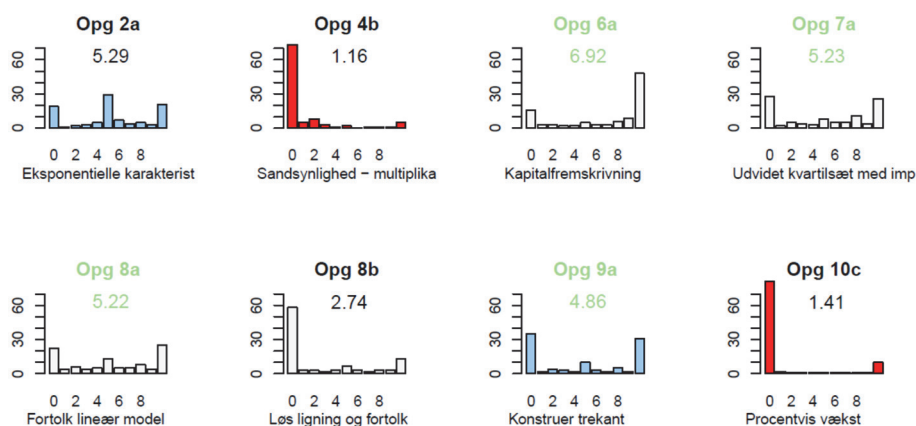 Opg 2a
Opg 4b
Opg 6a
Opg 7a
5.29
1.16
6.92
5.23
0 30 60
0 30 60
0 30 60
0 30 60
0 2 4 6 8
0 2 4 6 8
0 2 4 6 8
0 2 4 6 8
Eksponentielle karakterist
Sandsynlighed – multiplika
Kapitalfremskrivning
Udvidet kvartilsæt med imp
Opg 8a
Opg 8b
Opg 9a
Opg 10c
5.22
2.74
4.86
1.41
0 30 60
0 30 60
0 30 60
0 30 60
0 2 4 6 8
0 2 4 6 8
0 2 4 6 8
0 2 4 6 8
Fortolk lineær model
Løs ligning og fortolk
Konstruer trekant
Procentvis vækst